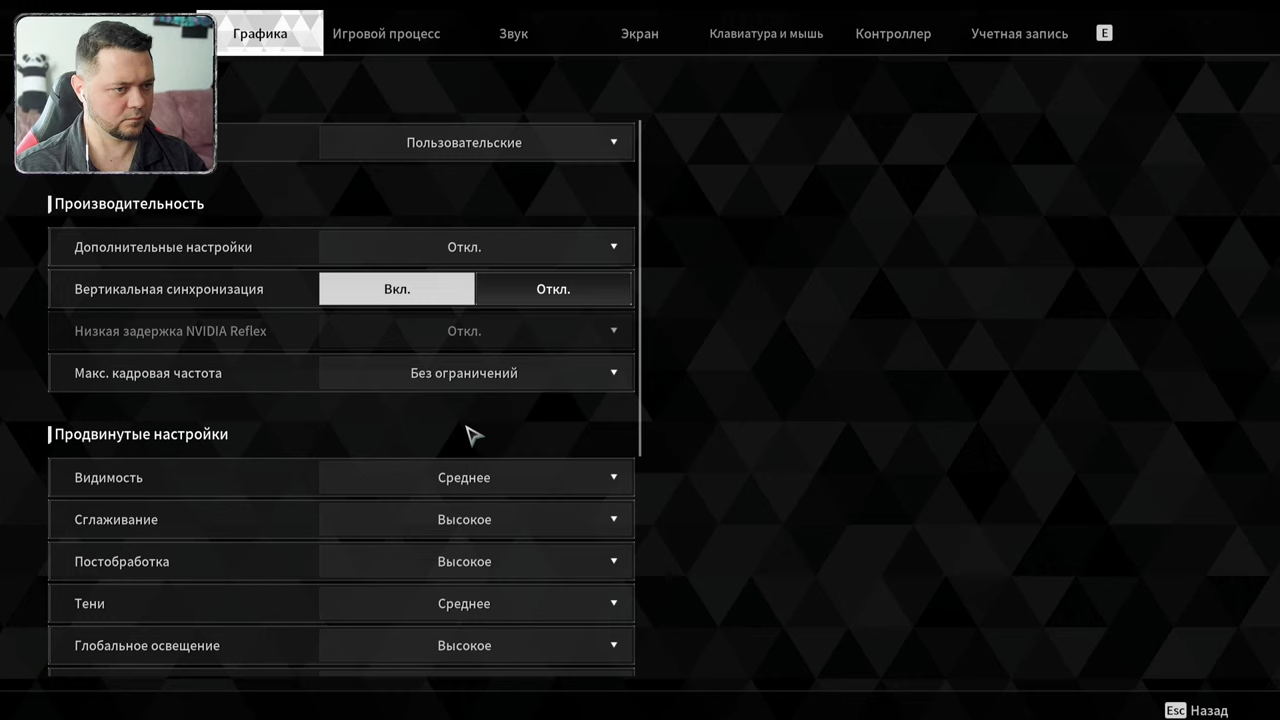 Графика Игровой процесс Звук Экран Клавиатура и мышь Контроллер Учетная запись E
Пользовательские
Производительность
Дополнительные настройки Откл.
Вертикальная синхронизация Вкл. Откл.
Низкая задержка NVIDIA Reflex Откл.
Макс. кадровая частота Без ограничений
Продвинутые настройки
Видимость Среднее
Сглаживание Высокое
Постобработка Высокое
Тени Среднее
Глобальное освещение Высокое
Esc Назад